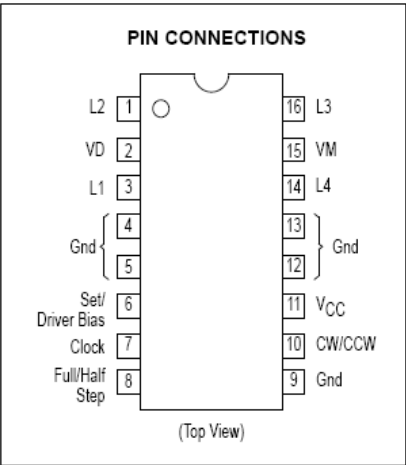 PIN CONNECTIONS
L2 1 16 L3
VD 2 15 VM
L1 3 14 L4
4 13
Gnd Gnd
5 12
Set/
Driver Bias 6 11 VCC
Clock 7 10 CW/CCW
Full/Half
Step 8 9 Gnd
(Top View)